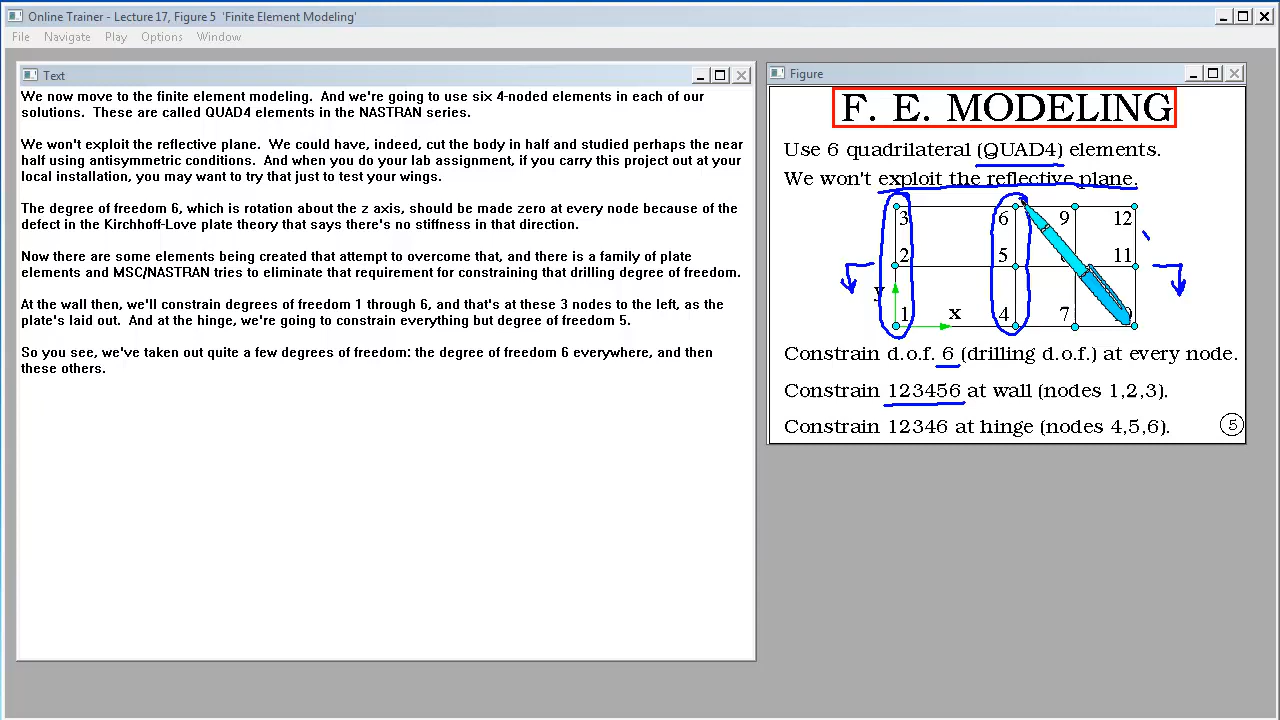 Online Trainer - Lecture 17, Figure 5 'Finite Element Modeling'
File Navigate Play Options Window
Text
We now move to the finite element modeling. And we're going to use six 4-noded elements in each of our
solutions. These are called QUAD4 elements in the NASTRAN series.
We won't exploit the reflective plane. We could have, indeed, cut the body in half and studied perhaps the near
half using antisymmetric conditions. And when you do your lab assignment, if you carry this project out at your
local installation, you may want to try that just to test your wings.
The degree of freedom 6, which is rotation about the z axis, should be made zero at every node because of the
defect in the Kirchhoff-Love plate theory that says there's no stiffness in that direction.
Now there are some elements being created that attempt to overcome that, and there is a family of plate
elements and MSC/NASTRAN tries to eliminate that requirement for constraining that drilling degree of freedom.
At the wall then, we'll constrain degrees of freedom 1 through 6, and that's at these 3 nodes to the left, as the
plate's laid out. And at the hinge, we're going to constrain everything but degree of freedom 5.
So you see, we've taken out quite a few degrees of freedom: the degree of freedom 6 everywhere, and then
these others.
Figure
F. E. MODELING
Use 6 quadrilateral (QUAD4) elements.
We won't exploit the reflective plane.
3 6 9 12
2 5 11
y
1 x 4 7
Constrain d.o.f. 6 (drilling d.o.f.) at every node.
Constrain 123456 at wall (nodes 1,2,3).
Constrain 12346 at hinge (nodes 4,5,6).
5